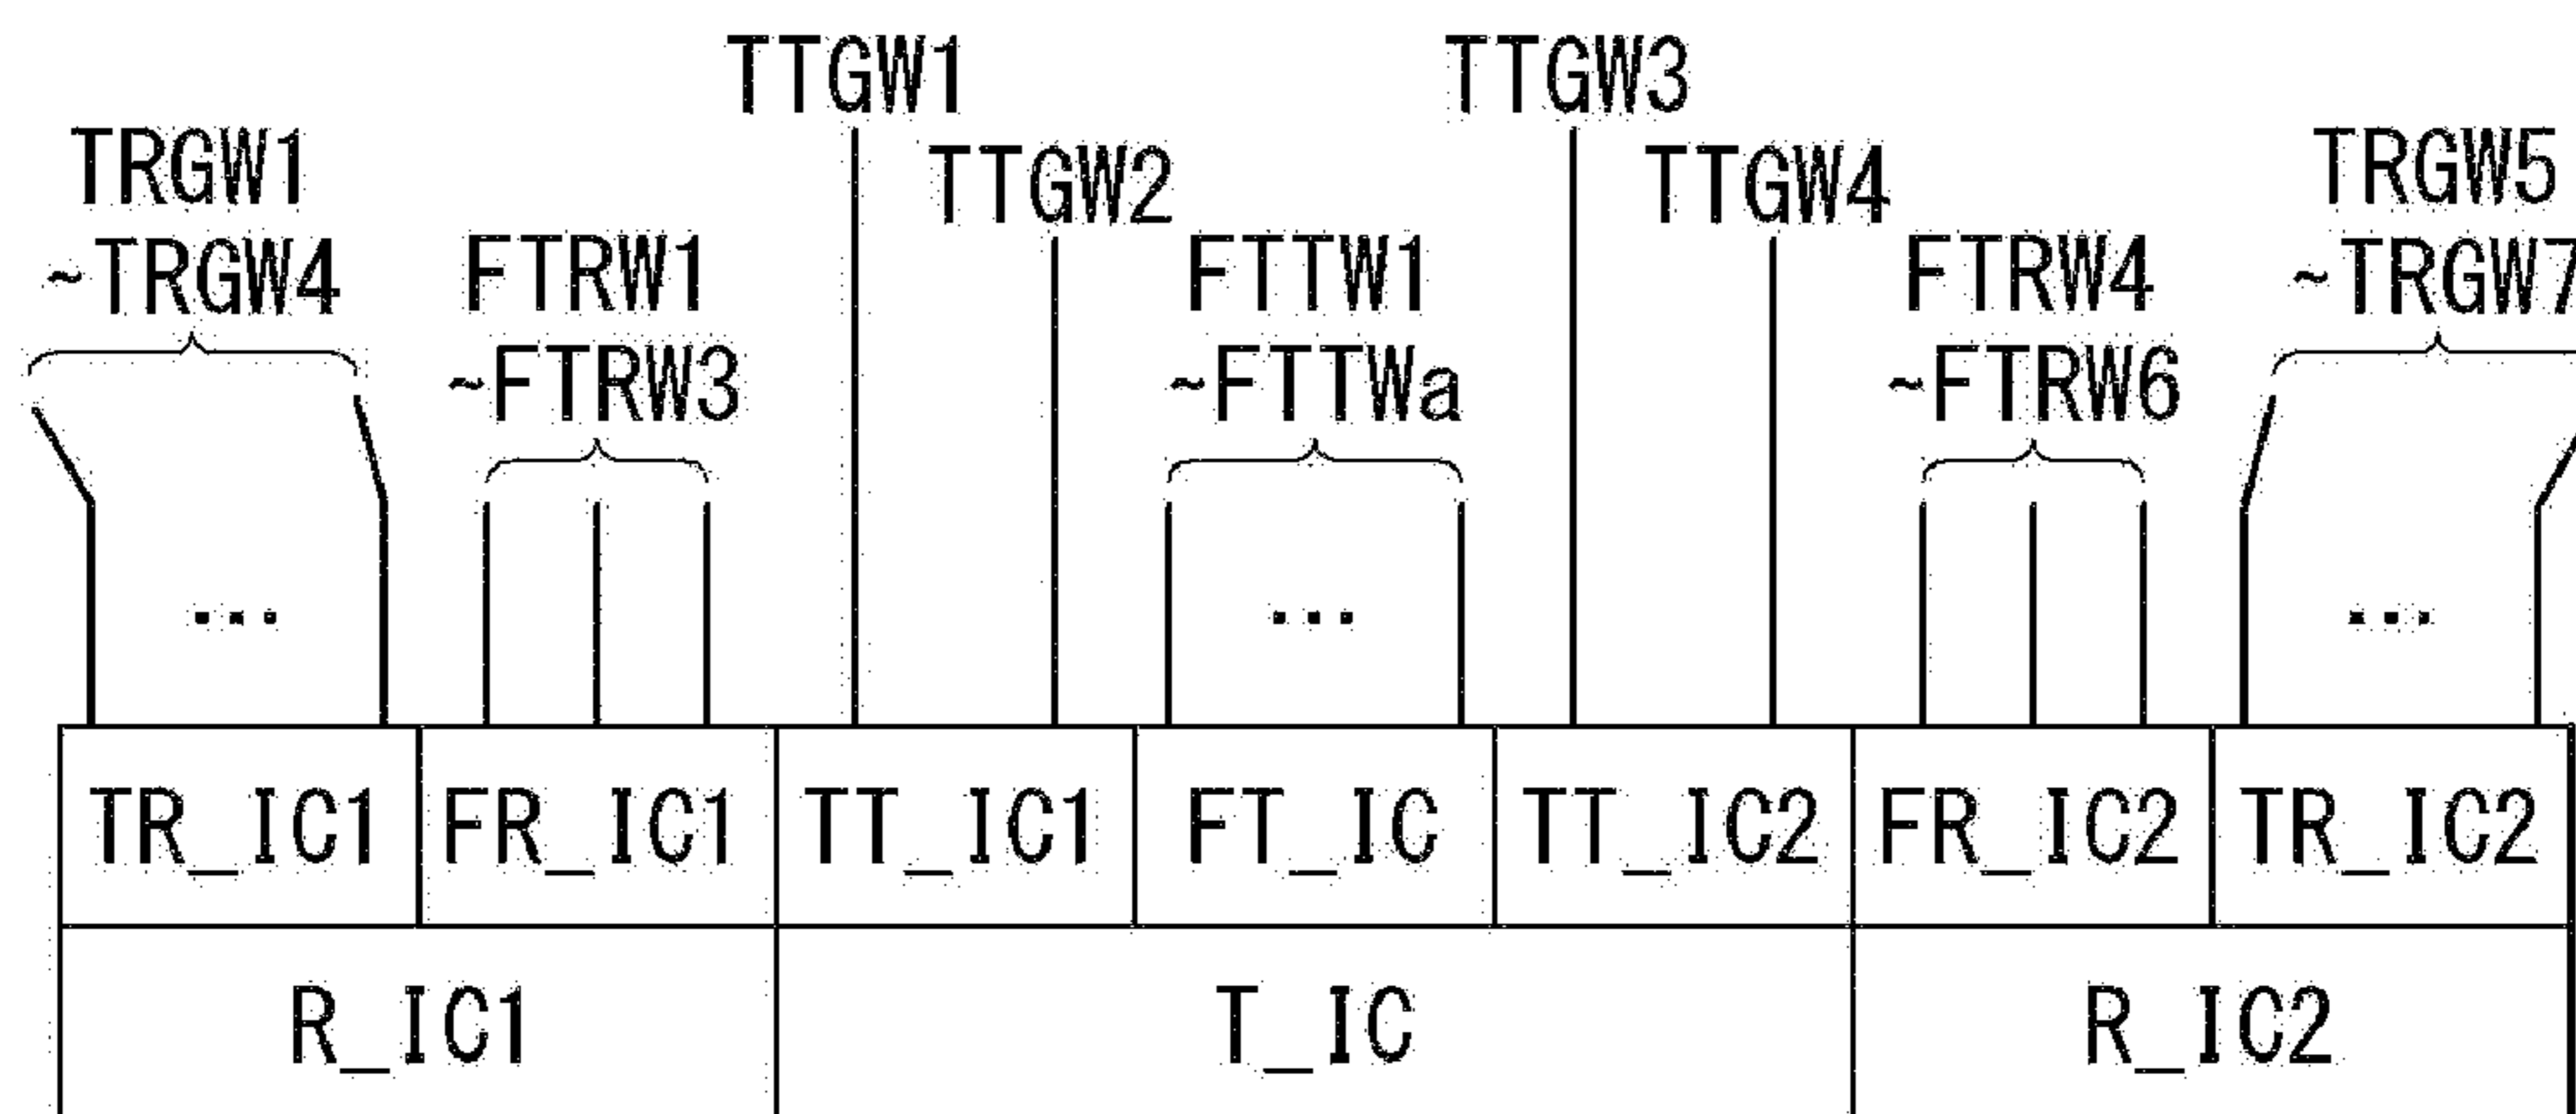 TTGW1
TTGW3
TRGW1
~TRGW4
TTGW2
TTGW4
TRGW5
~TRGW7
FTRW1
~FTRW3
FTTW1
~FTTWa
FTRW4
~FTRW6
...
...
...
TR_IC1 FR_IC1 TT_IC1 FT_IC TT_IC2 FR_IC2 TR_IC2
R_IC1 T_IC R_IC2